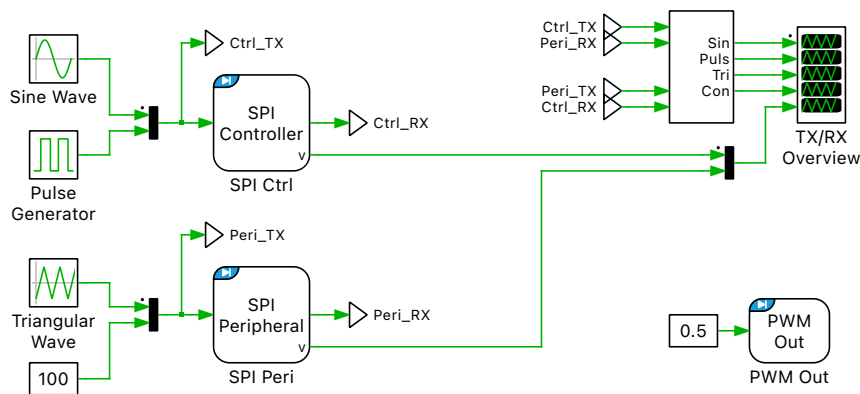 Ctrl_TX
Sine Wave
SPI
Controller
v
SPI Ctrl
Ctrl_RX
Pulse
Generator
Ctrl_TX
Peri_RX
Peri_TX
Ctrl_RX
Sin
Puls
Tri
Con
TX/RX
Overview
Peri_TX
Triangular
Wave
100
SPI
Peripheral
v
SPI Peri
Peri_RX
0.5
PWM
Out
PWM Out